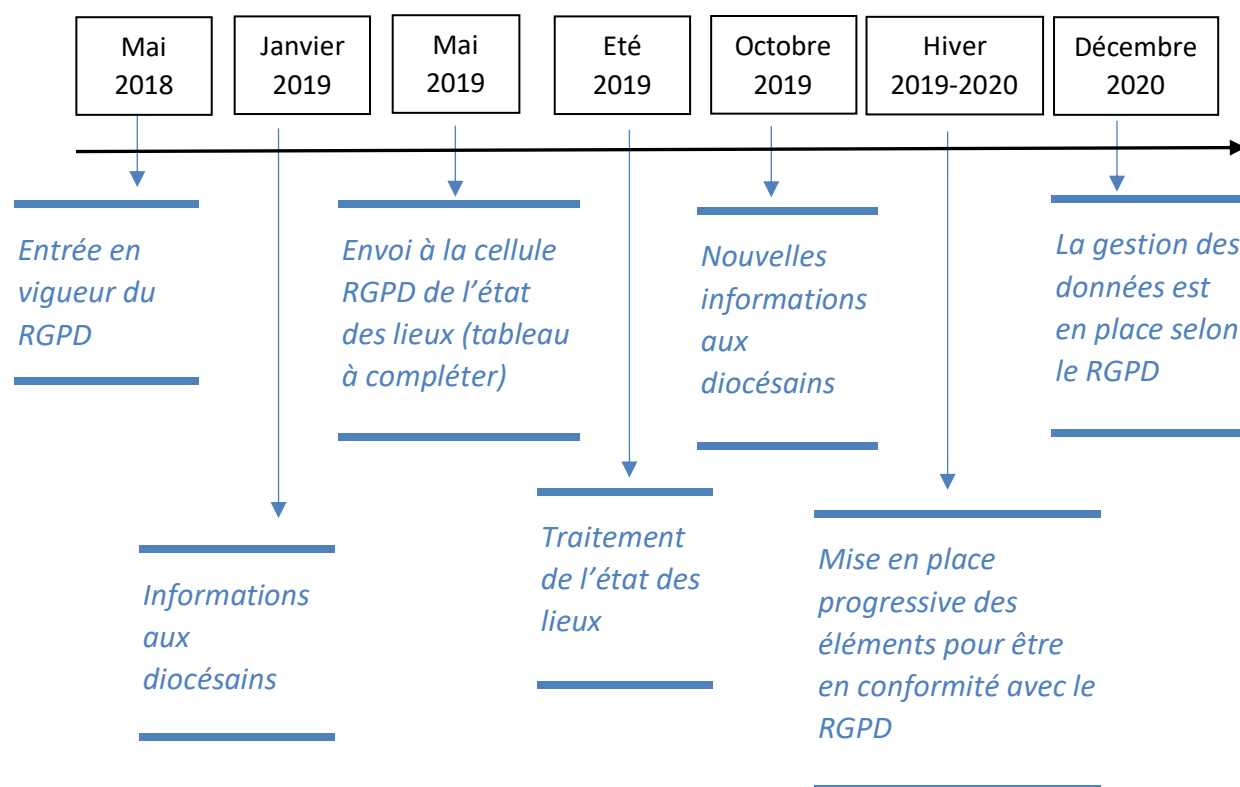 Mai
2018
Janvier
2019
Mai
2019
Eté
2019
Octobre
2019
Hiver
2019-2020
Décembre
2020
Entrée en
vigueur du
RGPD
Envoi à la cellule
RGPD de l’état
des lieux (tableau
à compléter)
Nouvelles
informations
aux
diocésains
La gestion des
données est
en place selon
le RGPD
Informations
aux
diocésains
Traitement
de l’état des
lieux
Mise en place
progressive des
éléments pour être
en conformité avec le
RGPD